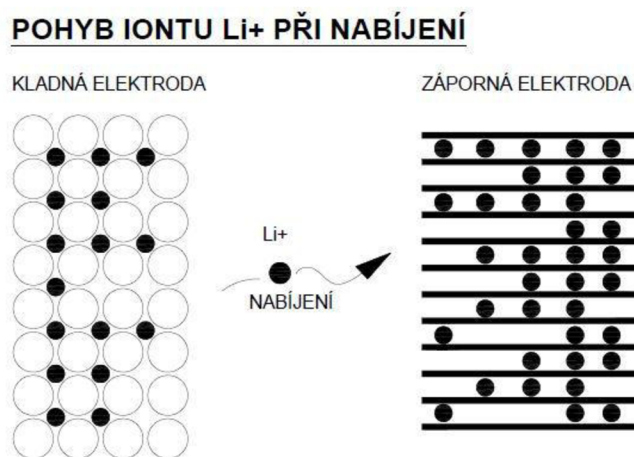 POHYB IONTU Li+ PŘI NABÍJENÍ
KLADNÁ ELEKTRODA
ZÁPORNÁ ELEKTRODA
Li+
NABÍJENÍ